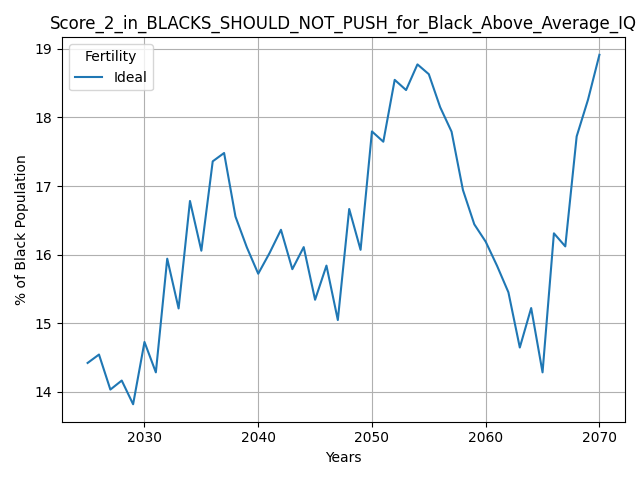 Score_2_in_BLACKS_SHOULD_NOT_PUSH_for_Black_Above_Average_IQ
Fertility
Ideal
% of Black Population
19
18
17
16
15
14
2030 2040 2050 2060 2070
Years